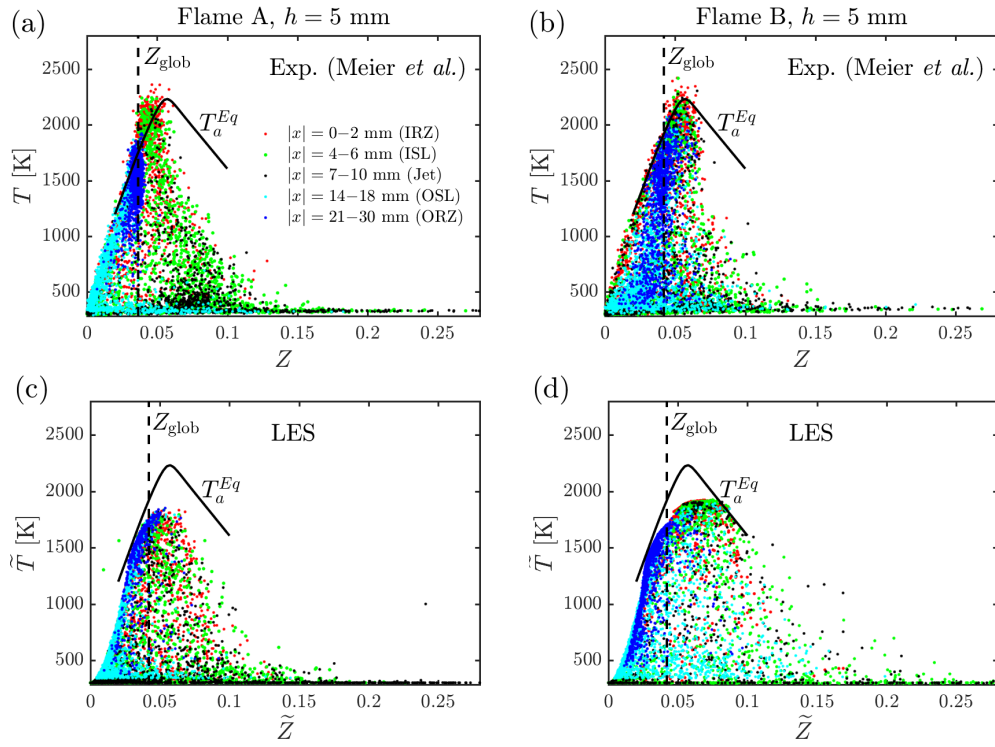 Flame A, h = 5 mm
Flame B, h = 5 mm
(a)
Z_glob
Exp. (Meier et al.)
T_a^{Eq}
|x| = 0−2 mm (IRZ)
|x| = 4−6 mm (ISL)
|x| = 7−10 mm (Jet)
|x| = 14−18 mm (OSL)
|x| = 21−30 mm (ORZ)
2500
2000
1500
1000
500
T [K]
0 0.05 0.1 0.15 0.2 0.25
Z
(b)
Z_glob
Exp. (Meier et al.)
T_a^{Eq}
2500
2000
1500
1000
500
T [K]
0 0.05 0.1 0.15 0.2 0.25
Z
(c)
Z_glob
LES
T_a^{Eq}
2500
2000
1500
1000
500
T̃ [K]
0 0.05 0.1 0.15 0.2 0.25
Z̃
(d)
Z_glob
LES
T_a^{Eq}
2500
2000
1500
1000
500
T̃ [K]
0 0.05 0.1 0.15 0.2 0.25
Z̃